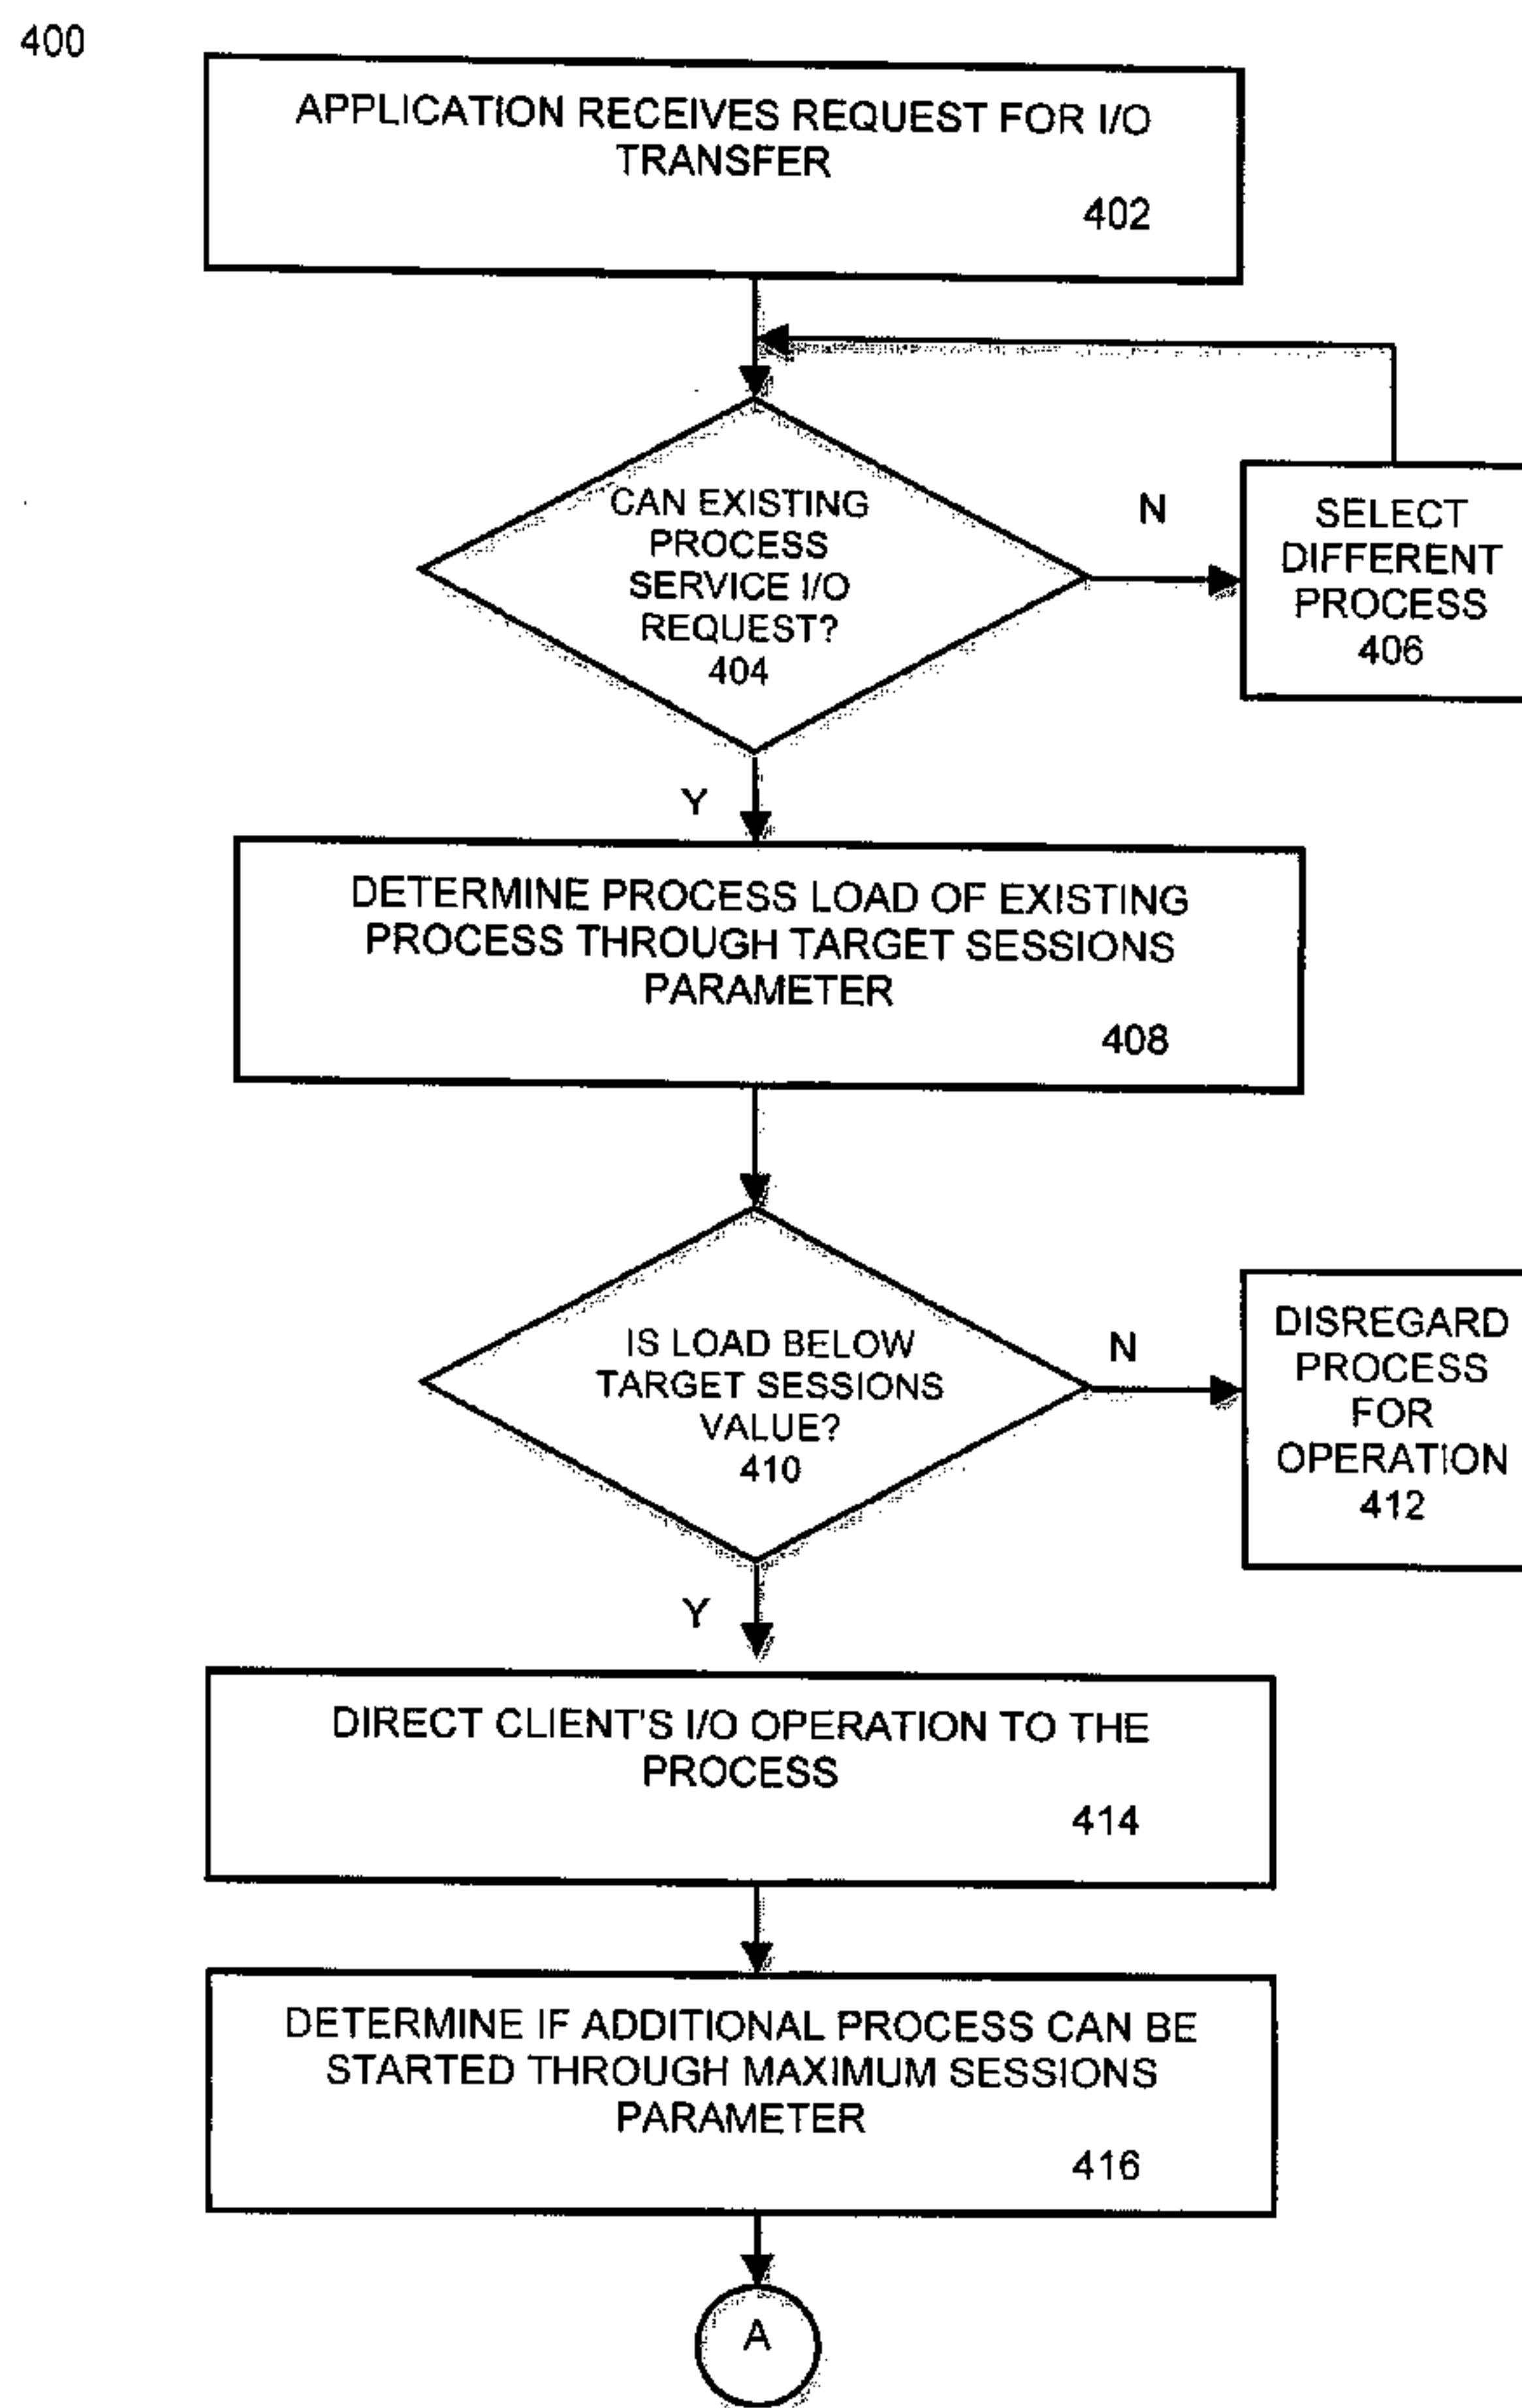 400
APPLICATION RECEIVES REQUEST FOR I/O
TRANSFER
402
CAN EXISTING
PROCESS
SERVICE I/O
REQUEST?
404
N
SELECT
DIFFERENT
PROCESS
406
Y
DETERMINE PROCESS LOAD OF EXISTING
PROCESS THROUGH TARGET SESSIONS
PARAMETER
408
IS LOAD BELOW
TARGET SESSIONS
VALUE?
410
N
DISREGARD
PROCESS
FOR
OPERATION
412
Y
DIRECT CLIENT'S I/O OPERATION TO THE
PROCESS
414
DETERMINE IF ADDITIONAL PROCESS CAN BE
STARTED THROUGH MAXIMUM SESSIONS
PARAMETER
416
A